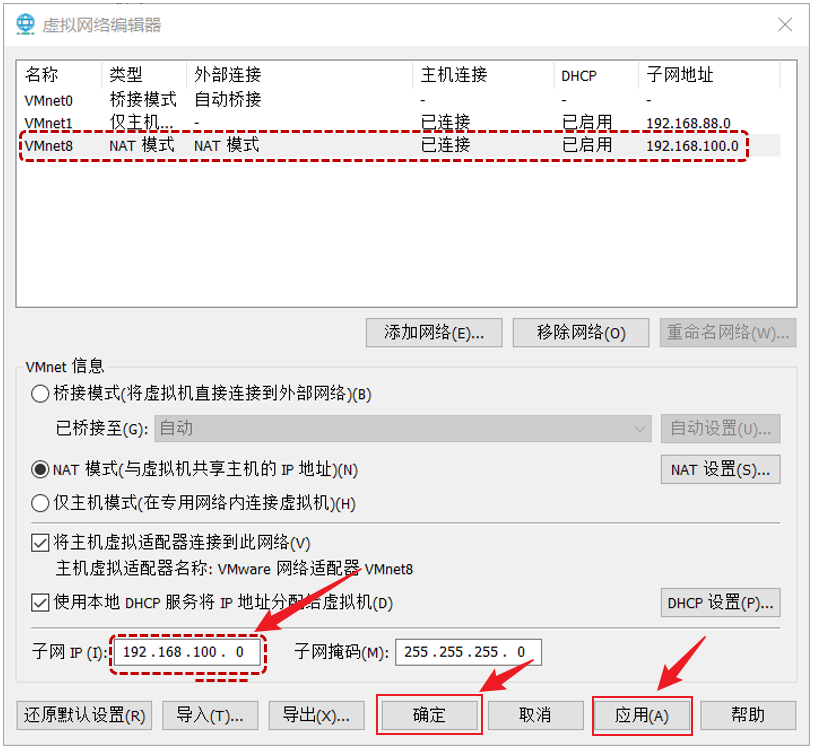 虚拟网络编辑器
名称 类型 外部连接 主机连接 DHCP 子网地址
VMnet0 桥接模式 自动桥接 - - -
VMnet1 仅主机... - 已连接 已启用 192.168.88.0
VMnet8 NAT 模式 NAT 模式 已连接 已启用 192.168.100.0
添加网络(E)... 移除网络(O) 重命名网络(W)...
VMnet 信息
桥接模式(将虚拟机直接连接到外部网络)(B)
已桥接至(G): 自动 自动设置(U)...
NAT 模式(与虚拟机共享主机的 IP 地址)(N) NAT 设置(S)...
仅主机模式(在专用网络内连接虚拟机)(H)
将主机虚拟适配器连接到此网络(V)
主机虚拟适配器名称: VMware 网络适配器 VMnet8
使用本地 DHCP 服务将 IP 地址分配给虚拟机(D) DHCP 设置(P)...
子网 IP (I): 192 . 168 . 100 . 0 子网掩码(M): 255 . 255 . 255 . 0
还原默认设置(R) 导入(T)... 导出(X)... 确定 取消 应用(A) 帮助